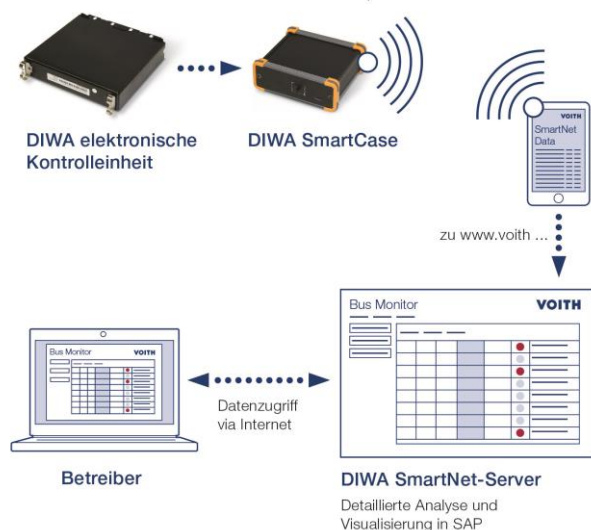 DIWA elektronische
Kontrolleinheit
DIWA SmartCase
VOITH
SmartNet
Data
zu www.voith ...
Bus Monitor
VOITH
Bus Monitor
VOITH
Datenzugriff
via Internet
Betreiber
DIWA SmartNet-Server
Detaillierte Analyse und
Visualisierung in SAP